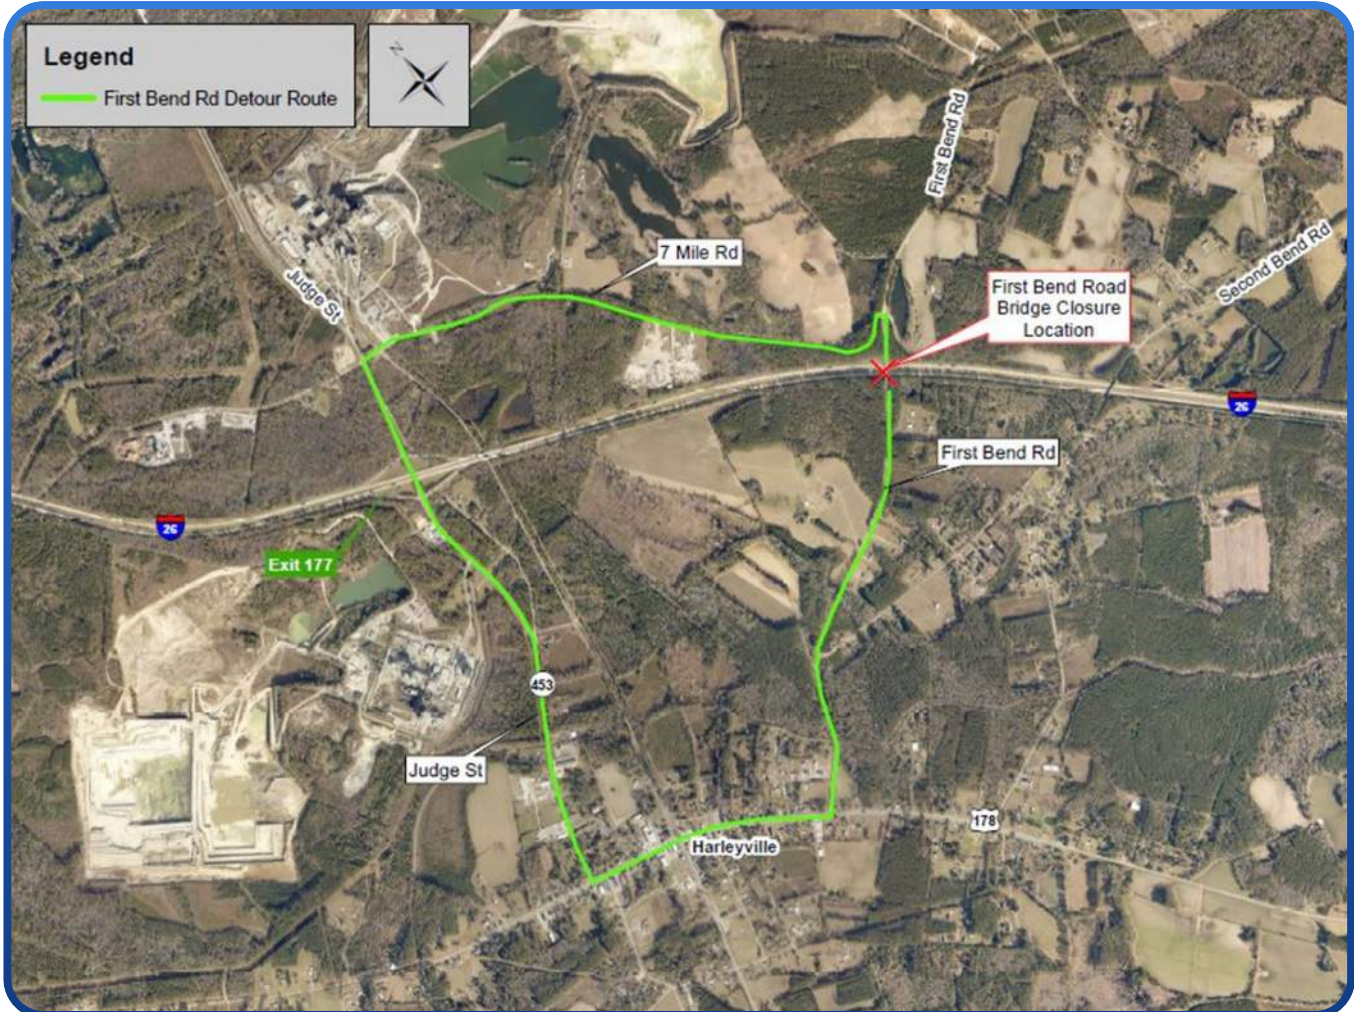 Legend
First Bend Rd Detour Route
N
First Bend Rd
Second Bend Rd
7 Mile Rd
Judge St
First Bend Road
Bridge Closure
Location
26
First Bend Rd
26
Exit 177
453
Judge St
178
Harleyville